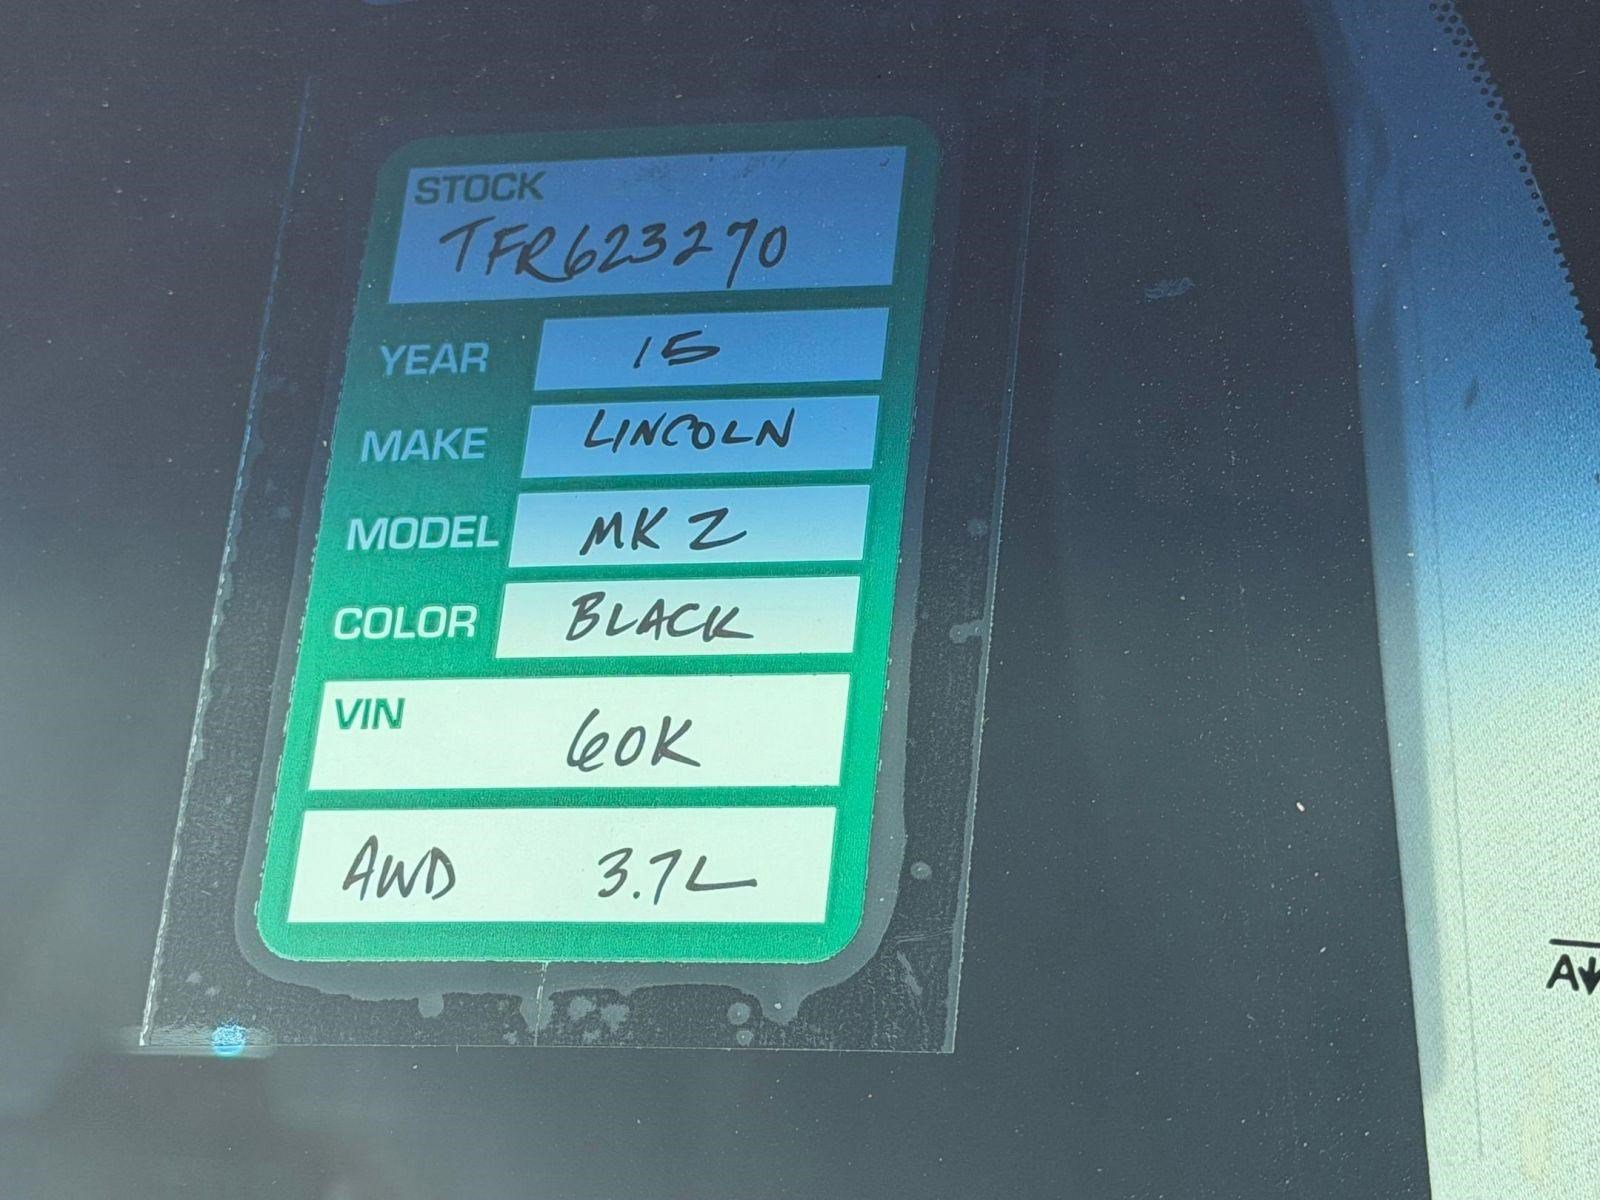 STOCK
TFR623270
YEAR 15
MAKE LINCOLN
MODEL MKZ
COLOR BLACK
VIN 60K
AWD 3.7L
A↓